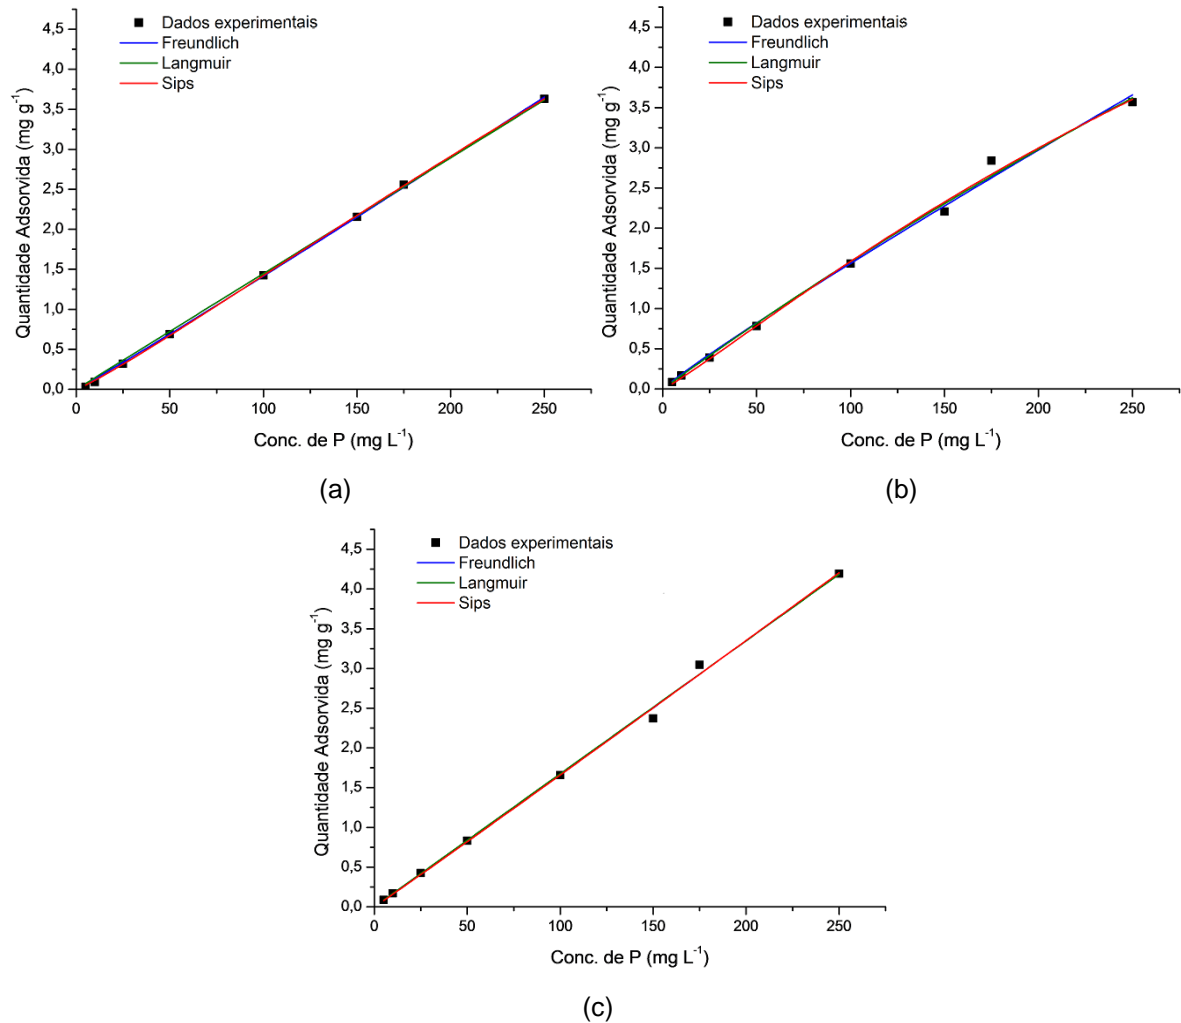 Dados experimentais
Freundlich
Langmuir
Sips
Quantidade Adsorvida (mg g⁻¹)
4,5
4,0
3,5
3,0
2,5
2,0
1,5
1,0
0,5
0,0
0 50 100 150 200 250
Conc. de P (mg L⁻¹)
(a)
Dados experimentais
Freundlich
Langmuir
Sips
Quantidade Adsorvida (mg g⁻¹)
4,5
4,0
3,5
3,0
2,5
2,0
1,5
1,0
0,5
0,0
0 50 100 150 200 250
Conc. de P (mg L⁻¹)
(b)
Dados experimentais
Freundlich
Langmuir
Sips
Quantidade Adsorvida (mg g⁻¹)
4,5
4,0
3,5
3,0
2,5
2,0
1,5
1,0
0,5
0,0
0 50 100 150 200 250
Conc. de P (mg L⁻¹)
(c)